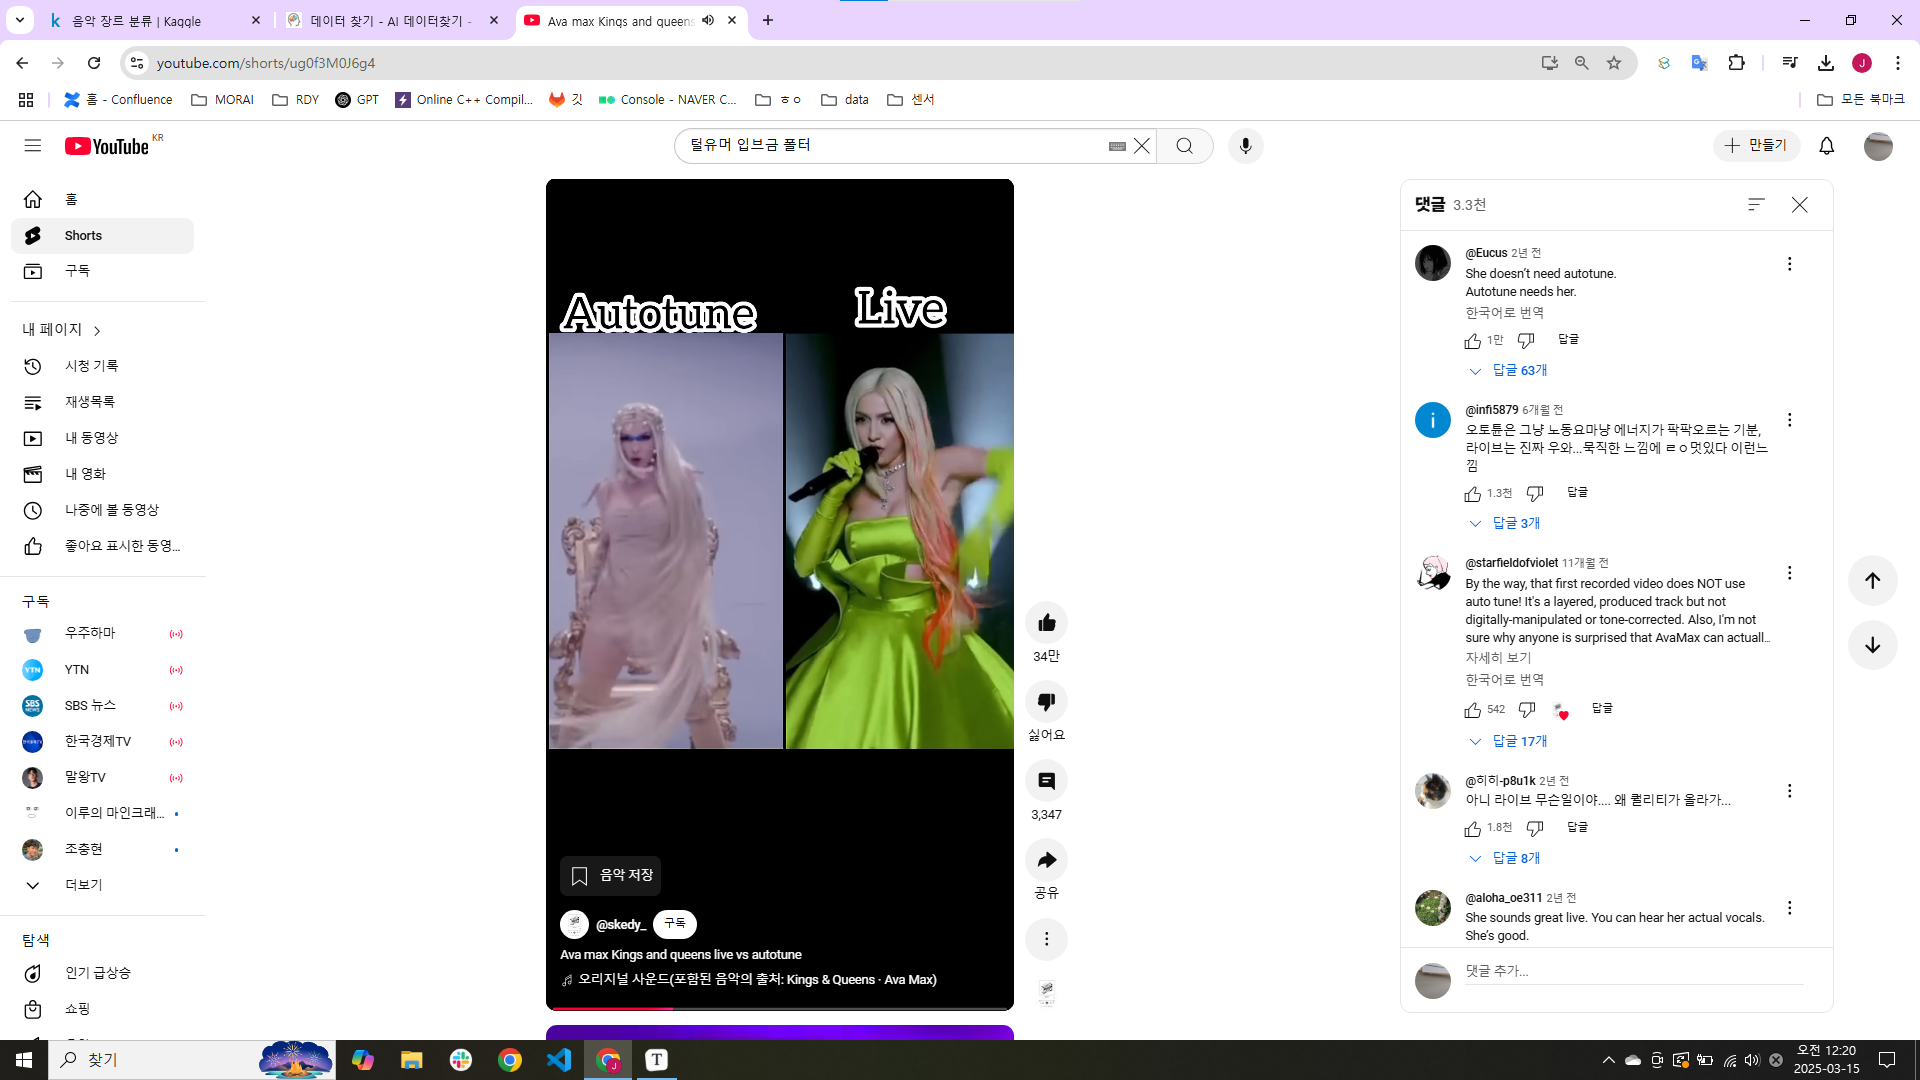 음악 장르 분류 | Kaggle
데이터 찾기 - AI 데이터찾기 -
Ava max Kings and queens
youtube.com/shorts/ug0f3M0J6g4
홈 - Confluence
MORAI
RDY
GPT
Online C++ Compil...
깃
Console - NAVER C...
ㅎㅇ
data
센서
모든 북마크
YouTube KR
털유머 입브금 폴터
만들기
홈
Shorts
구독
내 페이지
시청 기록
재생목록
내 동영상
내 영화
나중에 볼 동영상
좋아요 표시한 동영...
구독
우주하마
YTN
SBS 뉴스
한국경제TV
말왕TV
이루의 마인크래...
조충현
더보기
탐색
인기 급상승
쇼핑
Autotune
Live
음악 저장
@skedy_ 구독
Ava max Kings and queens live vs autotune
오리지널 사운드(포함된 음악의 출처: Kings & Queens · Ava Max)
34만
싫어요
3,347
공유
댓글 3.3천
@Eucus 2년 전
She doesn't need autotune.
Autotune needs her.
한국어로 번역
1만 답글
답글 63개
@infi5879 6개월 전
오토튠은 그냥 노동요마냥 에너지가 팍팍오르는 기분,
라이브는 진짜 우와...묵직한 느낌에 ㄹㅇ멋있다 이런느
낌
1.3천 답글
답글 3개
@starfieldofviolet 11개월 전
By the way, that first recorded video does NOT use
auto tune! It's a layered, produced track but not
digitally-manipulated or tone-corrected. Also, I'm not
sure why anyone is surprised that AvaMax can actuall...
자세히 보기
한국어로 번역
542 답글
답글 17개
@히히-p8u1k 2년 전
아니 라이브 무슨일이야.... 왜 퀄리티가 올라가...
1.8천 답글
답글 8개
@aloha_oe311 2년 전
She sounds great live. You can hear her actual vocals.
She's good.
댓글 추가...
찾기
오전 12:20
2025-03-15